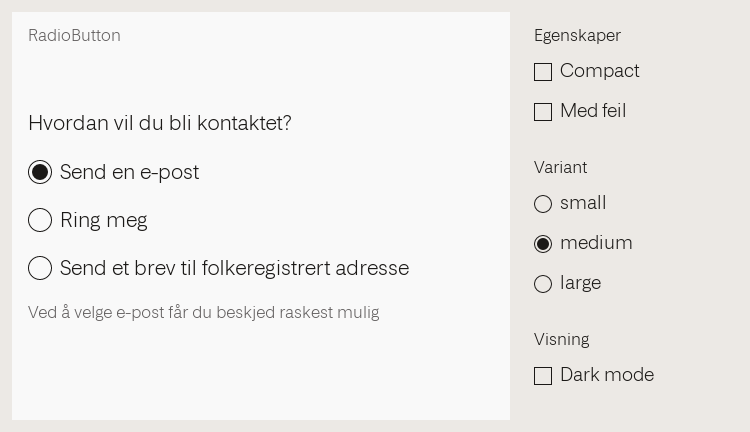 RadioButton
Hvordan vil du bli kontaktet?
Send en e-post
Ring meg
Send et brev til folkeregistrert adresse
Ved å velge e-post får du beskjed raskest mulig
Egenskaper
Compact
Med feil
Variant
small
medium
large
Visning
Dark mode